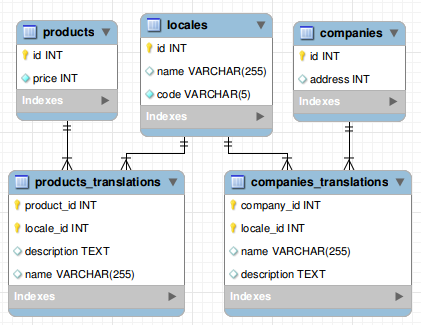 products
id INT
price INT
Indexes
locales
id INT
name VARCHAR(255)
code VARCHAR(5)
Indexes
companies
id INT
address INT
Indexes
products_translations
product_id INT
locale_id INT
description TEXT
name VARCHAR(255)
Indexes
companies_translations
company_id INT
locale_id INT
name VARCHAR(255)
description TEXT
Indexes